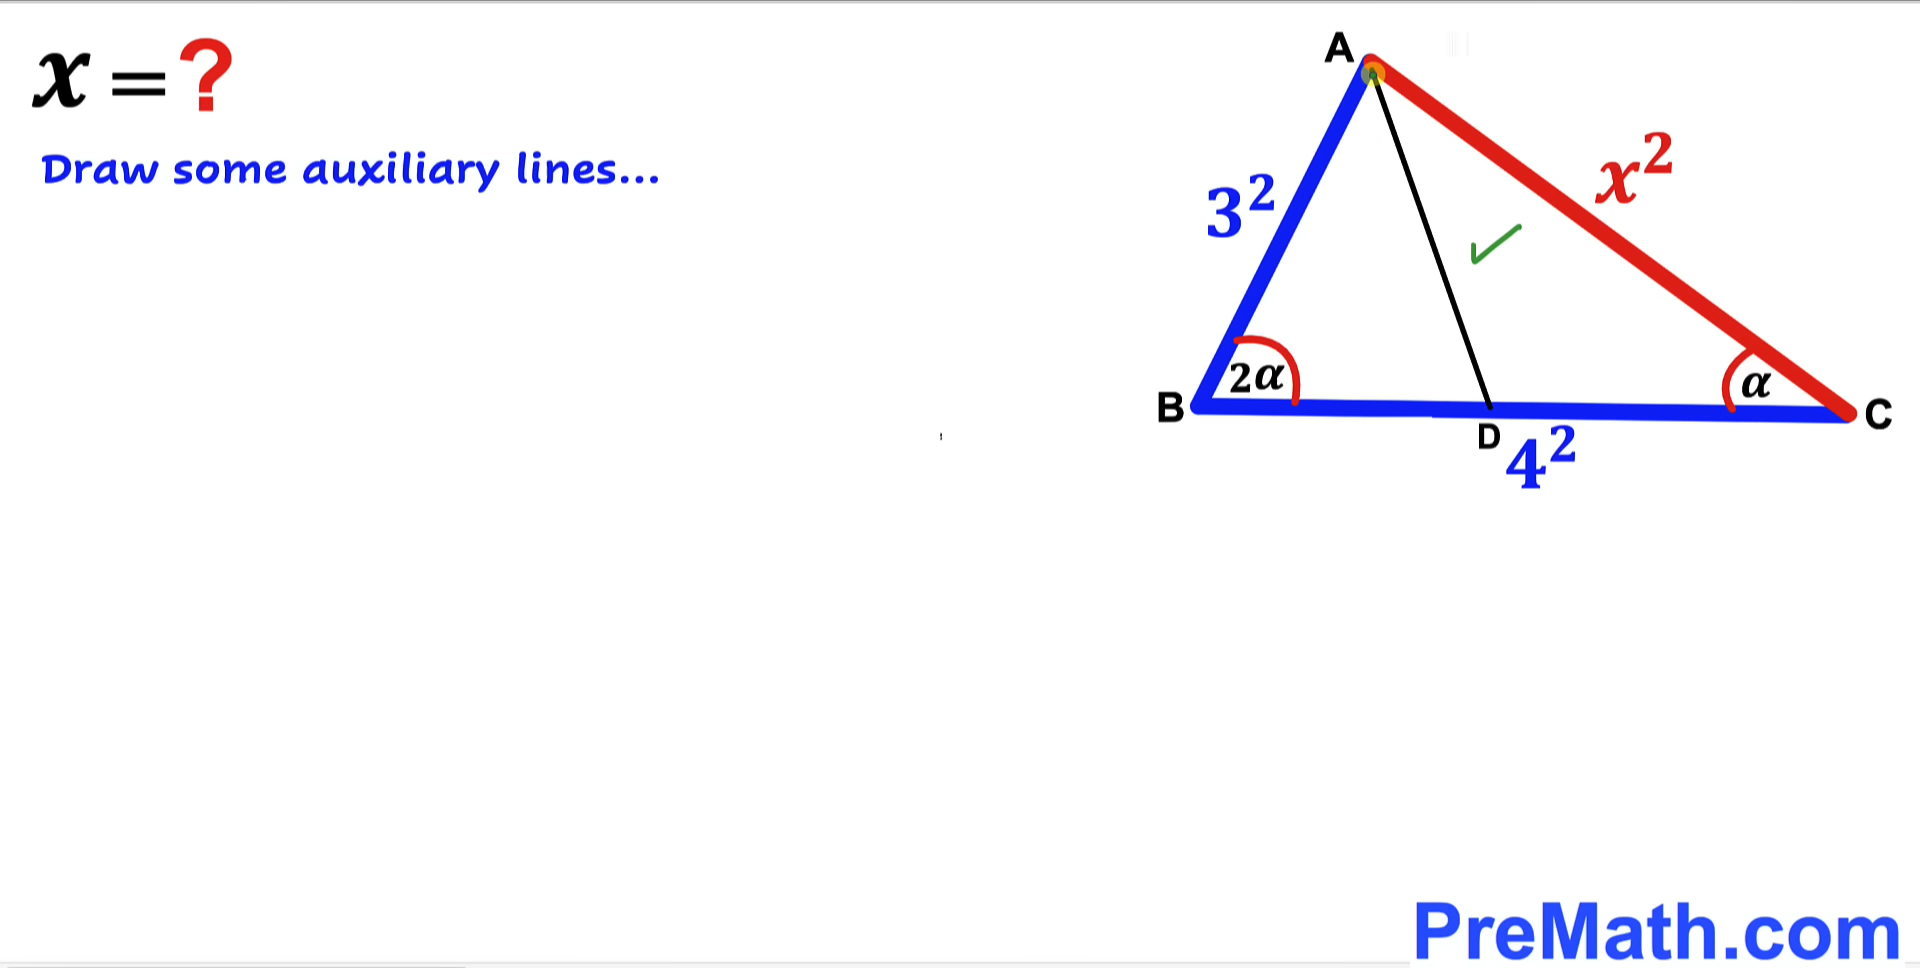 x = ?
Draw some auxiliary lines...
A
x²
3²
2α
α
B
C
D
4²
PreMath.com